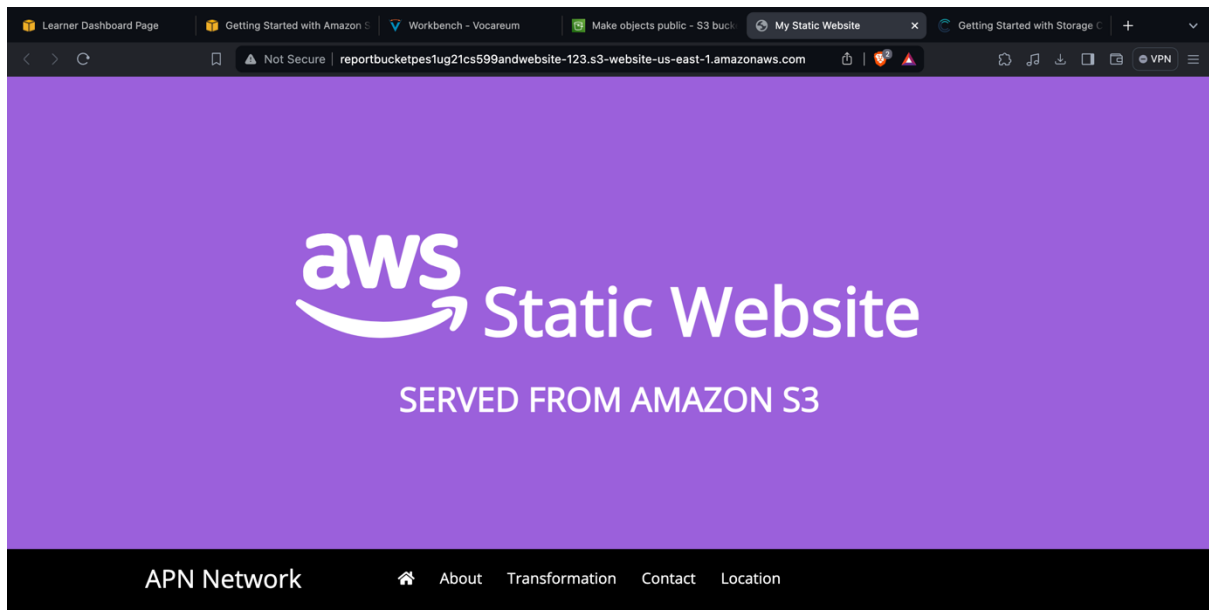 Learner Dashboard Page Getting Started with Amazon S Workbench - Vocareum Make objects public - S3 buck My Static Website Getting Started with Storage C
Not Secure reportbucketpes1ug21cs599andwebsite-123.s3-website-us-east-1.amazonaws.com 2 VPN
aws Static Website
SERVED FROM AMAZON S3
APN Network About Transformation Contact Location